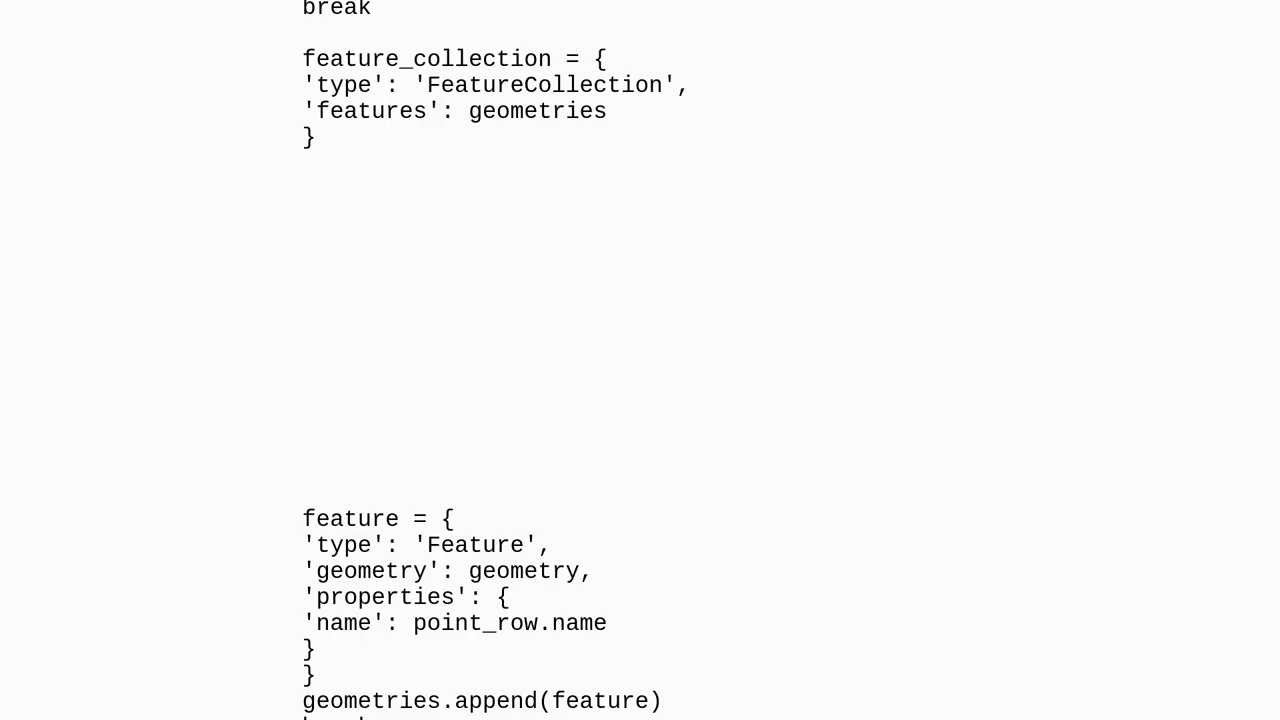 break
feature_collection = {
'type': 'FeatureCollection',
'features': geometries
}
feature = {
'type': 'Feature',
'geometry': geometry,
'properties': {
'name': point_row.name
}
}
geometries.append(feature)